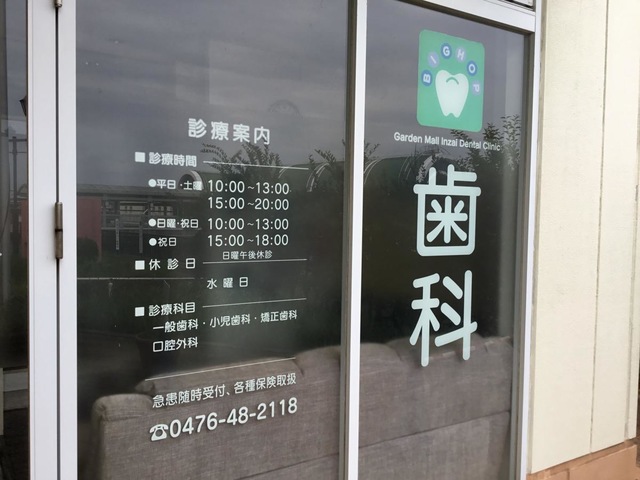 診療案内
■診療時間
●平日・土曜 10:00~13:00
15:00~20:00
●日曜・祝日 10:00~13:00
●祝日 15:00~18:00
日曜午後休診
■休診日
水曜日
■診療科目
一般歯科・小児歯科・矯正歯科
口腔外科
急患随時受付、各種保険取扱
☎0476-48-2118
BIGHOP
Garden Mall Inzai Dental Clinic
歯科